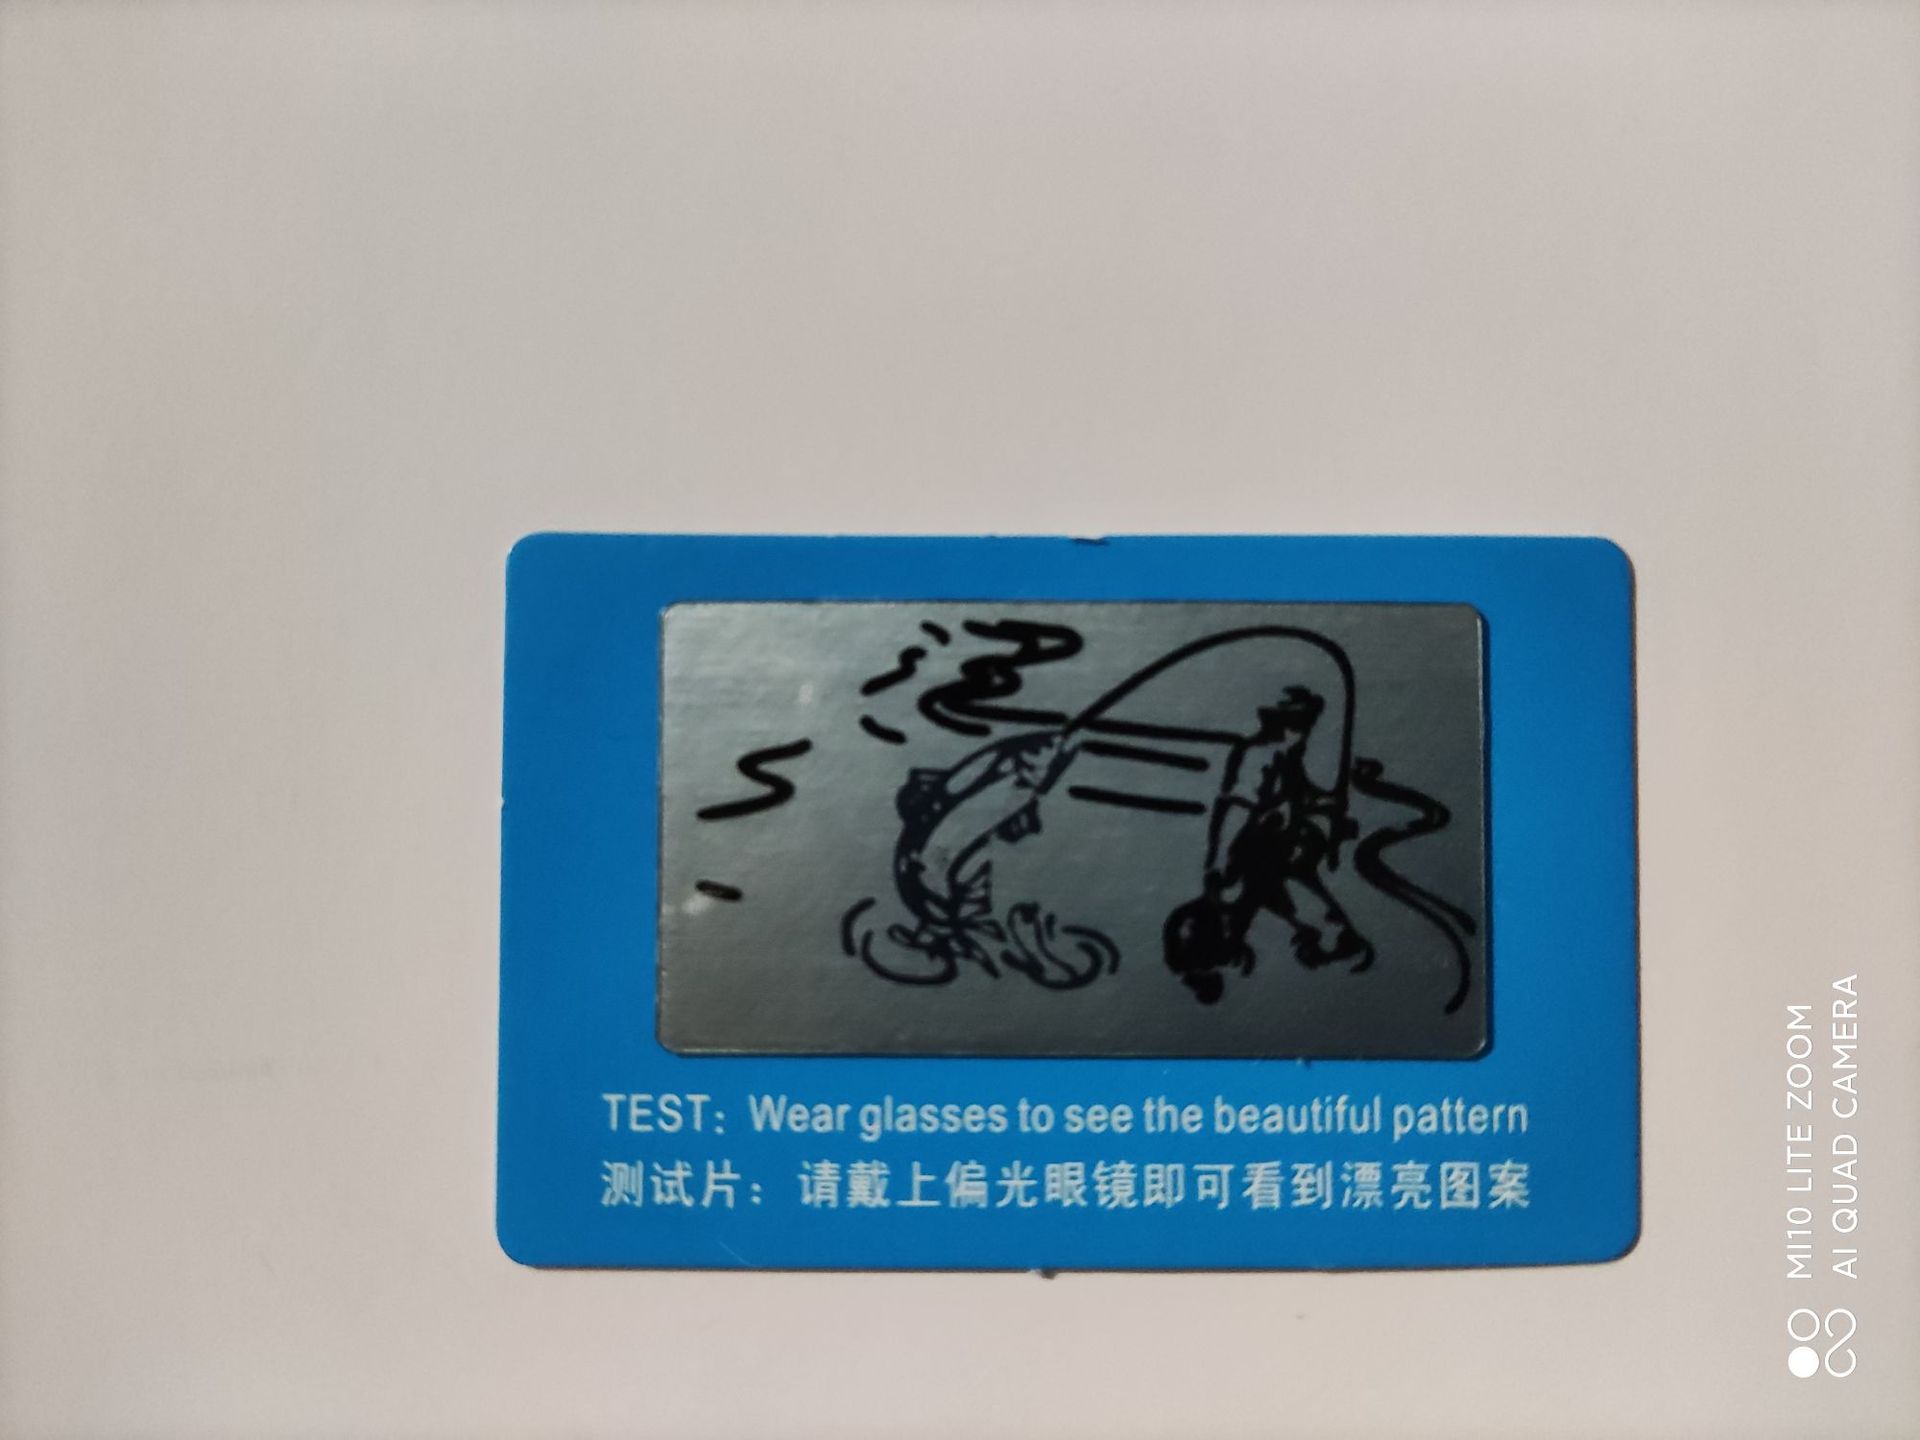 TEST: Wear glasses to see the beautiful pattern
测试片：请戴上偏光眼镜即可看到漂亮图案
MI10 LITE ZOOM
AI QUAD CAMERA